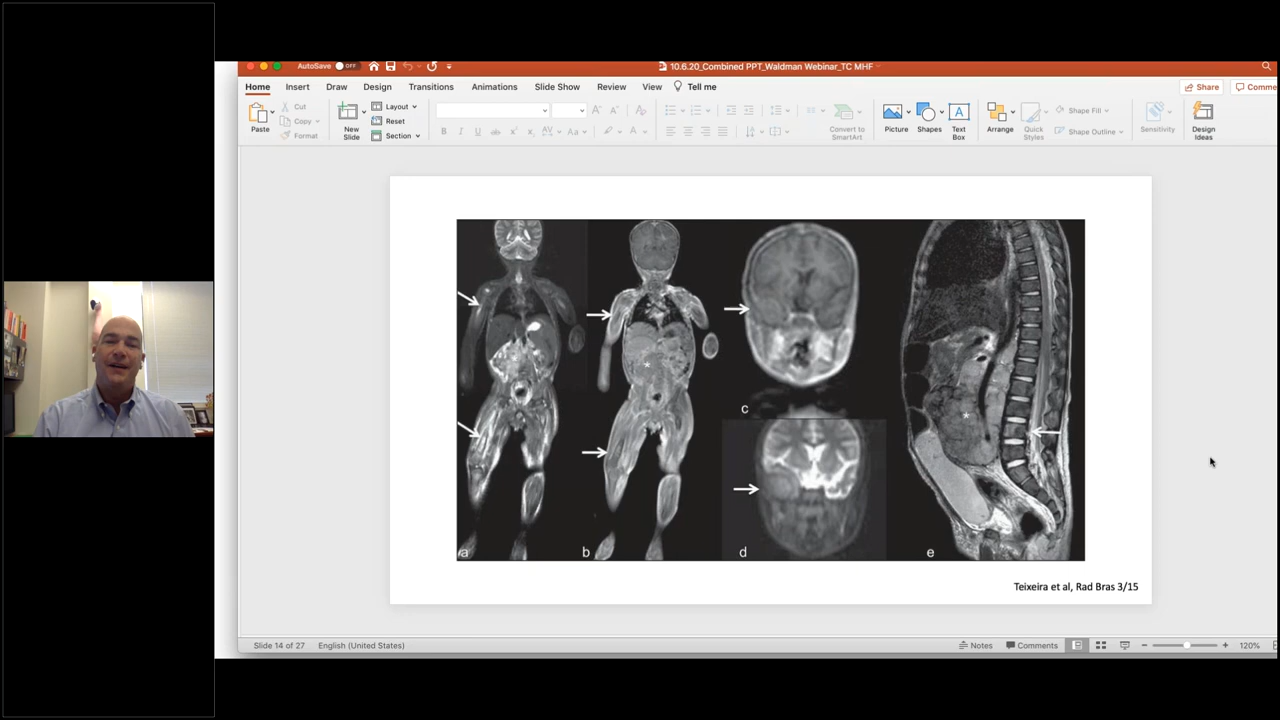 AutoSave OFF
10.6.20_Combined PPT_Waldman Webinar_TC MHF
Home Insert Draw Design Transitions Animations Slide Show Review View Tell me Share Comme
Paste Cut Copy Format
New Slide Layout Reset Section
B I U ab x x AV Aa A
Convert to SmartArt
Picture Shapes Text Box Arrange Quick Styles Shape Fill Shape Outline Sensitivity Design Ideas
a b c d e
Teixeira et al, Rad Bras 3/15
Slide 14 of 27 English (United States) Notes Comments 120%